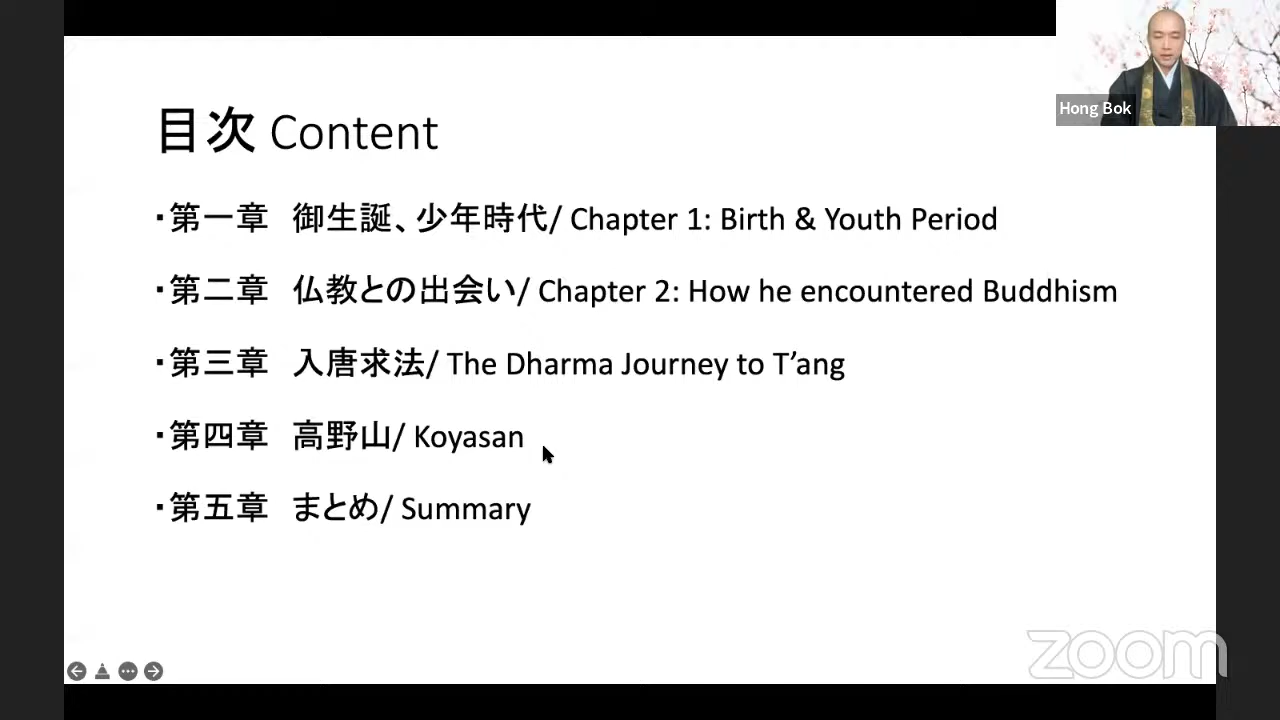 目次 Content
・第一章　御生誕、少年時代/ Chapter 1: Birth & Youth Period
・第二章　仏教との出会い/ Chapter 2: How he encountered Buddhism
・第三章　入唐求法/ The Dharma Journey to T’ang
・第四章　高野山/ Koyasan
・第五章　まとめ/ Summary
Hong Bok
zoom